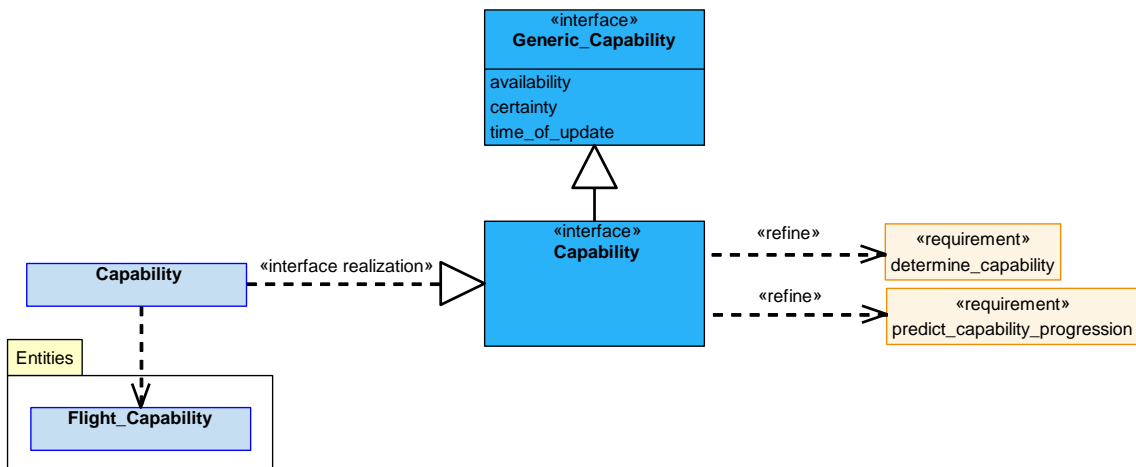 «interface»
Generic_Capability
availability
certainty
time_of_update
«interface»
Capability
«refine»
«requirement»
determine_capability
«refine»
«requirement»
predict_capability_progression
Capability
«interface realization»
Entities
Flight_Capability